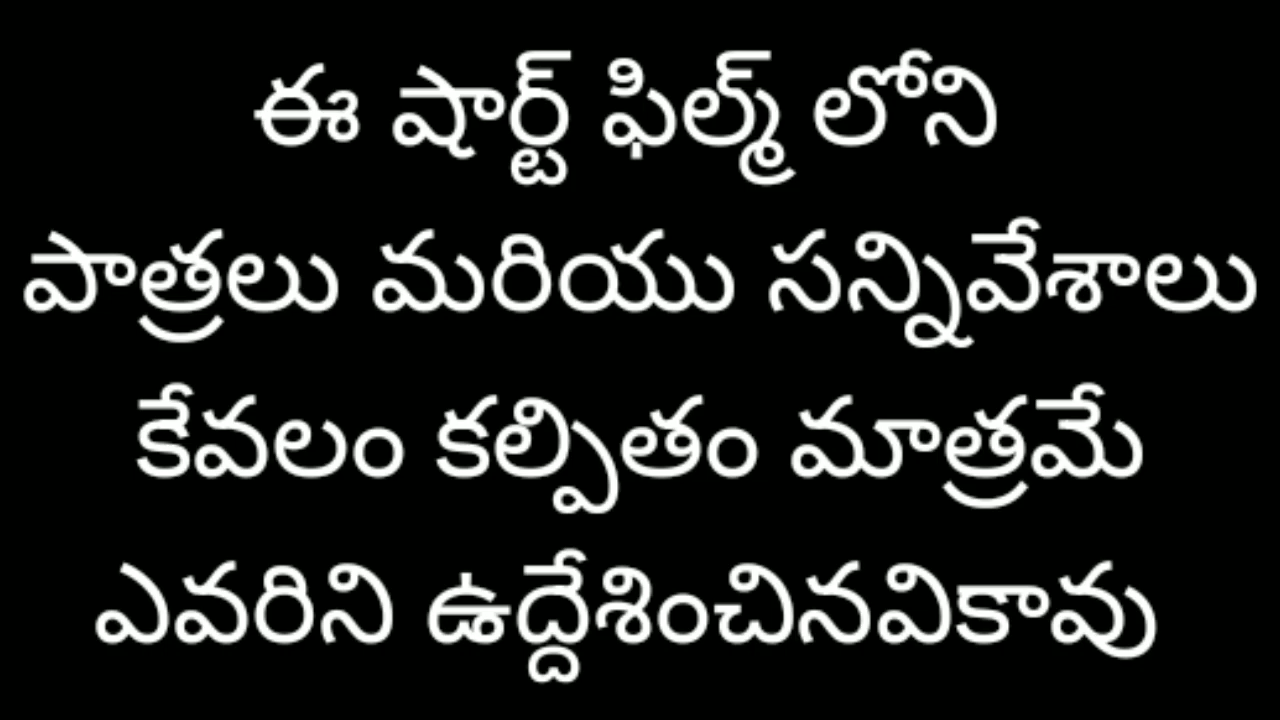 ఈ షార్ట్ ఫిల్మ్ లోని
పాత్రలు మరియు సన్నివేశాలు
కేవలం కల్పితం మాత్రమే
ఎవరిని ఉద్దేశించినవికావు